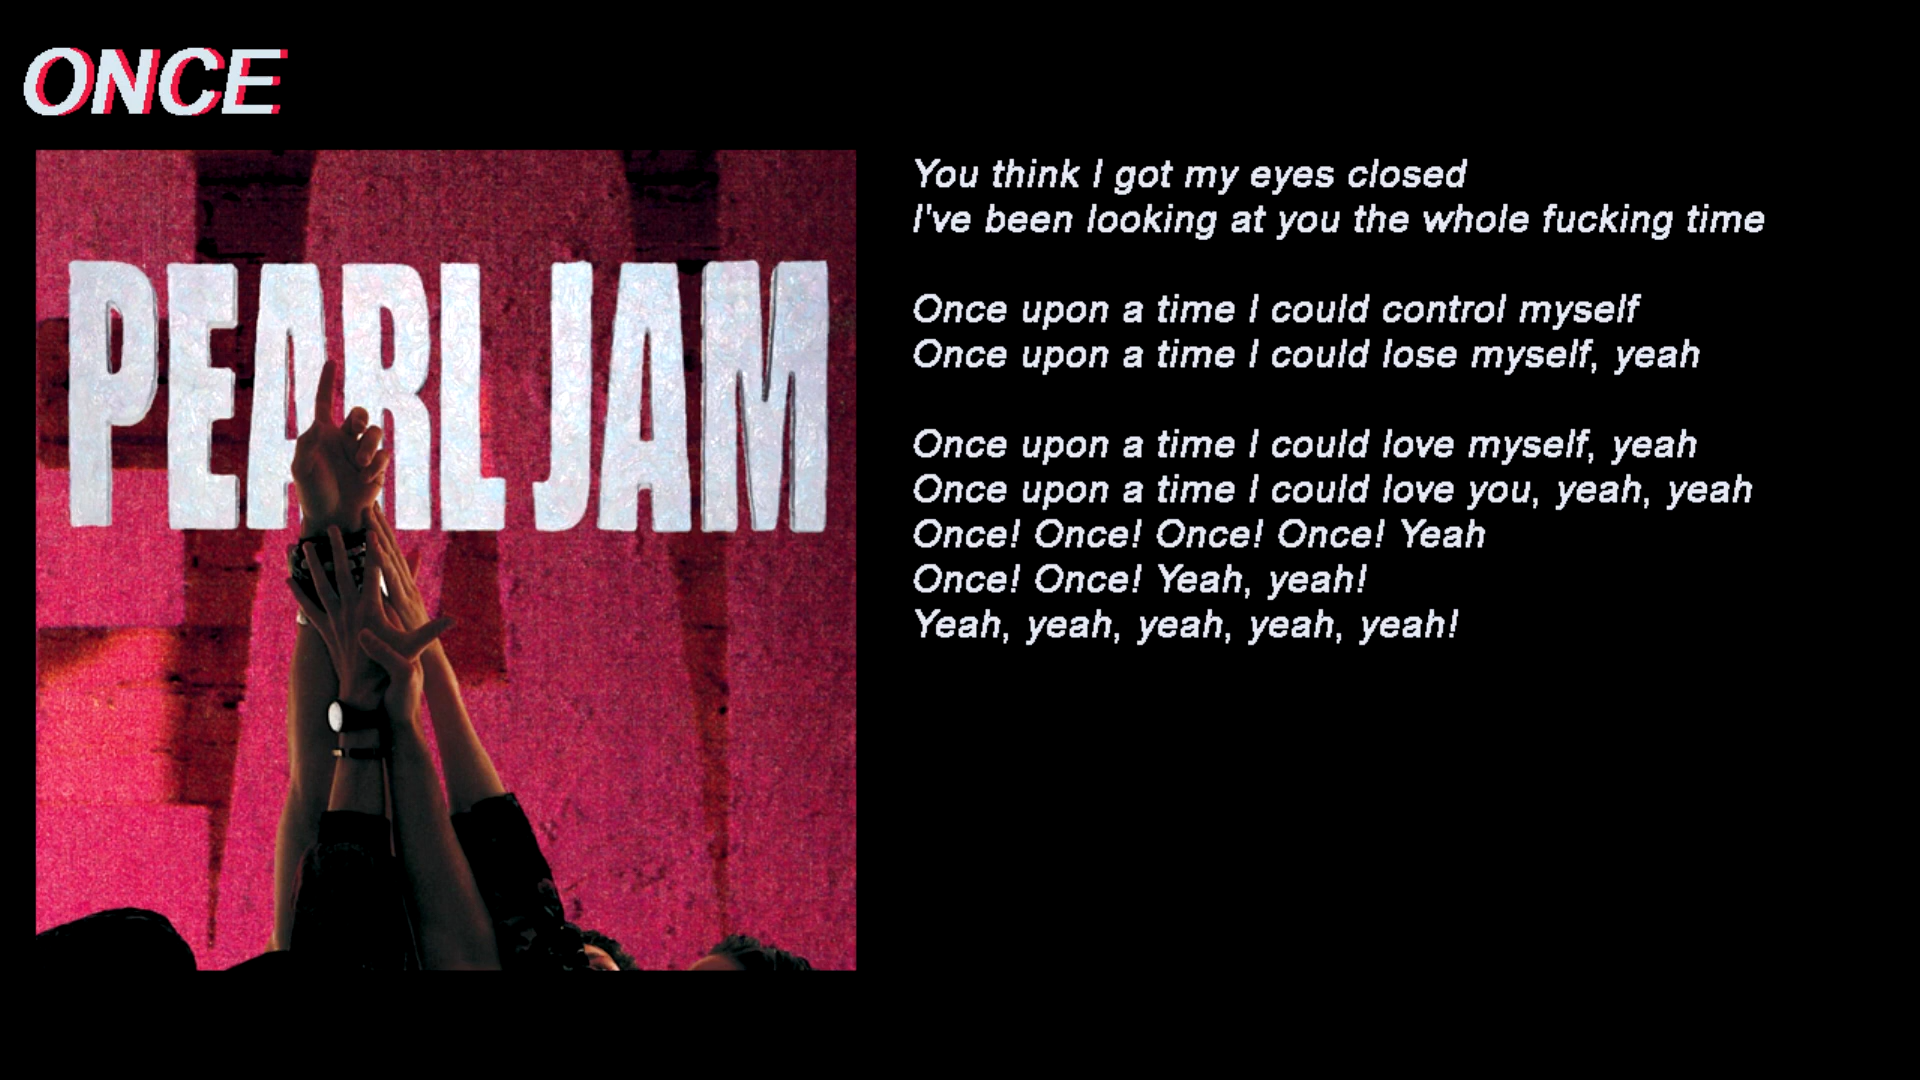 ONCE
PEARL JAM
You think I got my eyes closed
I've been looking at you the whole fucking time
Once upon a time I could control myself
Once upon a time I could lose myself, yeah
Once upon a time I could love myself, yeah
Once upon a time I could love you, yeah, yeah
Once! Once! Once! Once! Yeah
Once! Once! Yeah, yeah!
Yeah, yeah, yeah, yeah, yeah!